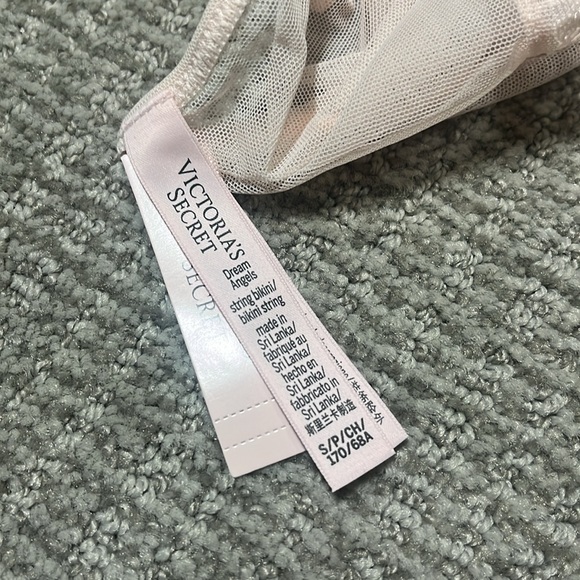 VICTORIA'S
SECRET
Dream
Angels
string bikini/
bikini string
made in
Sri Lanka/
fabriqué au
Sri Lanka/
hecho en
Sri Lanka/
fabbricato in
Sri Lanka/
斯里兰卡制造
S/P/CH/
170/68A
SECR